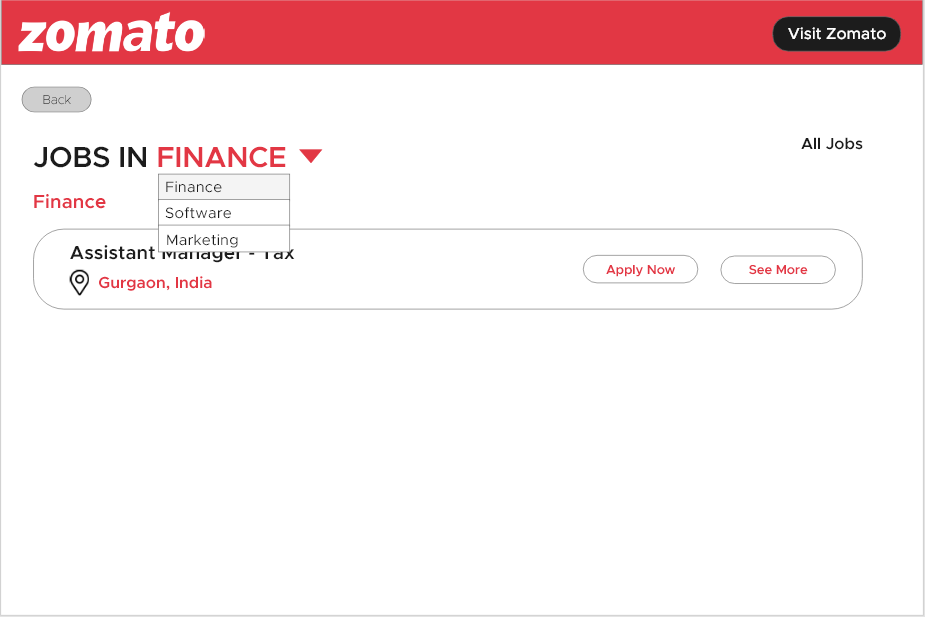 zomato
Visit Zomato
Back
All Jobs
JOBS IN FINANCE
Finance
Software
Marketing
Finance
Assistant Manager - Tax
Gurgaon, India
Apply Now
See More